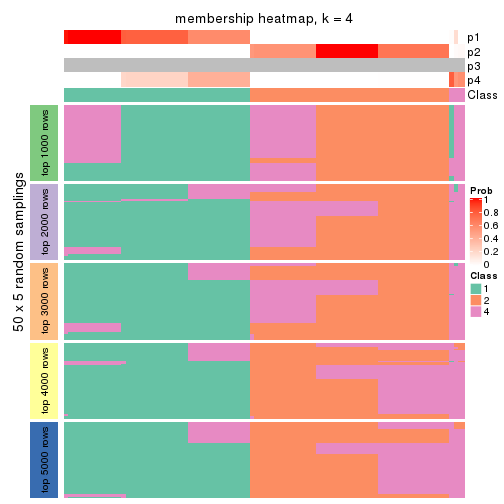 membership heatmap, k = 4
p1
p2
p3
p4
Class
50 x 5 random samplings
top 1000 rows
top 2000 rows
top 3000 rows
top 4000 rows
top 5000 rows
Prob
1
0.8
0.6
0.4
0.2
0
Class
1
2
4